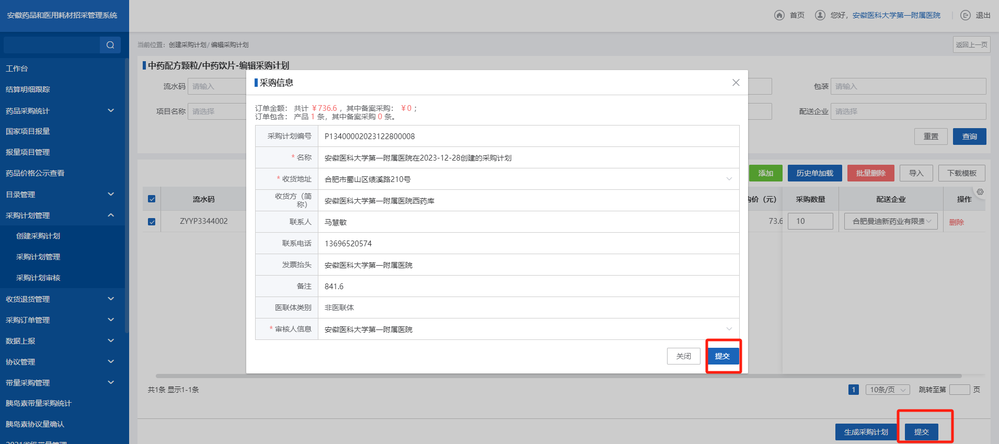 安徽药品和医用耗材招采管理系统
首页
您好，安徽医科大学第一附属医院
退出
当前位置：创建采购计划/ 编辑采购计划
返回上一页
工作台
结算明细跟踪
药品采购统计
国家项目报量
报量项目管理
药品价格公示查看
目录管理
采购计划管理
创建采购计划
采购计划管理
采购计划审核
收货退货管理
采购订单管理
数据上报
协议管理
带量采购管理
胰岛素带量采购统计
胰岛素协议量确认
中药配方颗粒/中药饮片-编辑采购计划
流水码 请输入
包装 请输入
项目名称 请选择
配送企业 请选择
重置 查询
添加 历史单加载 批量删除 导入 下载模板
流水码
购价（元） 采购数量 配送企业 操作
ZYYP3344002
73.6 10 合肥曼迪新药业有限责 删除
采购信息
订单金额： 共计 ￥736.6 ，其中备案采购： ￥0 ；
订单包含： 产品 1 条，其中备案采购 0 条。
采购计划编号 P13400002023122800008
* 名称 安徽医科大学第一附属医院在2023-12-28创建的采购计划
* 收货地址 合肥市蜀山区绩溪路210号
收货方（简
称） 安徽医科大学第一附属医院西药库
联系人 马慧敏
联系电话 13696520574
发票抬头 安徽医科大学第一附属医院
备注 841.6
医联体类别 非医联体
* 审核人信息 安徽医科大学第一附属医院
关闭 提交
共1条 显示1-1条
1 10条/页 跳转至第 页
生成采购计划 提交